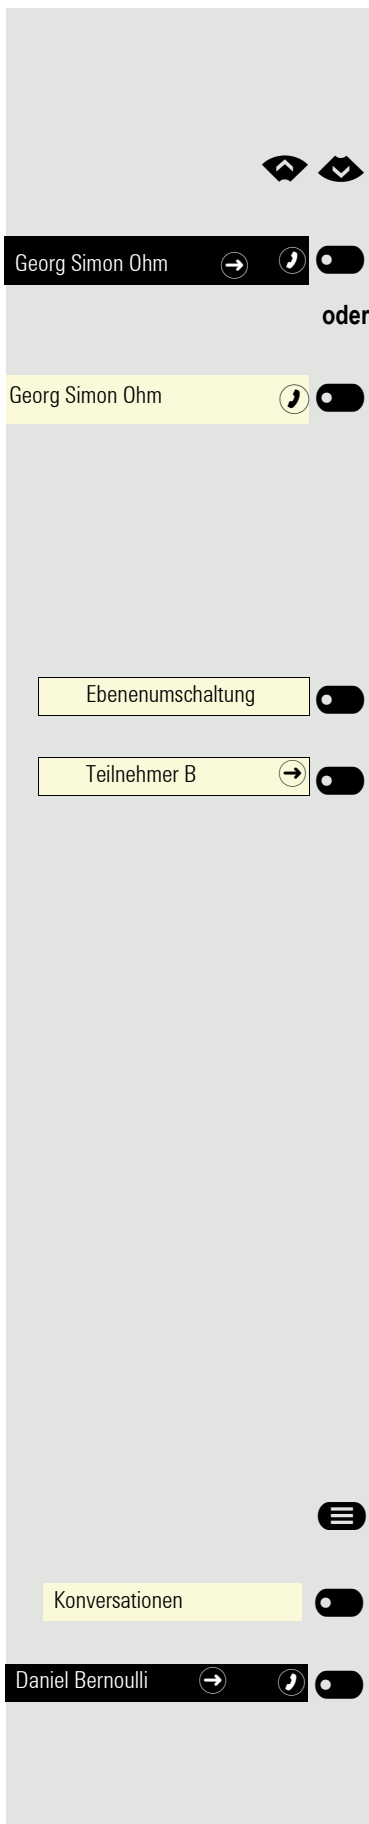 Georg Simon Ohm
oder
Georg Simon Ohm
Ebenenumschaltung
Teilnehmer B
Konversationen
Daniel Bernoulli